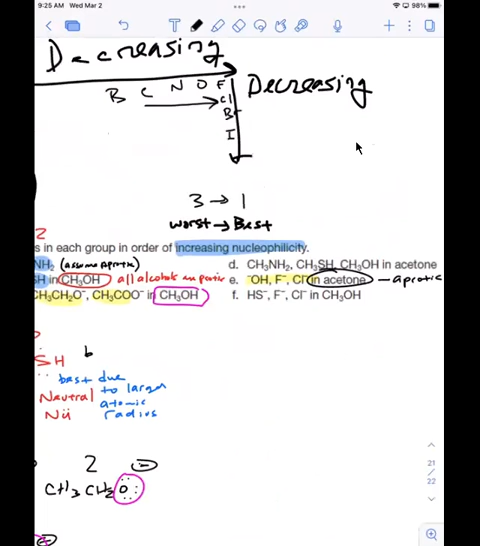 9:25 AM Wed Mar 2
98%
Decreasing
B C N O F
Cl
Br
I
Decreasing
3 → 1
worst → Best
2
s in each group in order of increasing nucleophilicity.
NH2 (assume aprotic)
d. CH3NH2, CH3SH, CH3OH in acetone
SH in CH3OH all alcohols are protic
e. ⁻OH, F⁻, Cl⁻ in acetone — aprotic
CH3CH2O⁻, CH3COO⁻ in CH3OH
f. HS⁻, F⁻, Cl⁻ in CH3OH
SH b
best due
Neutral to larger
atomic
Nü radius
21
/
22
2 ⊖
CH3CH2O
⊖